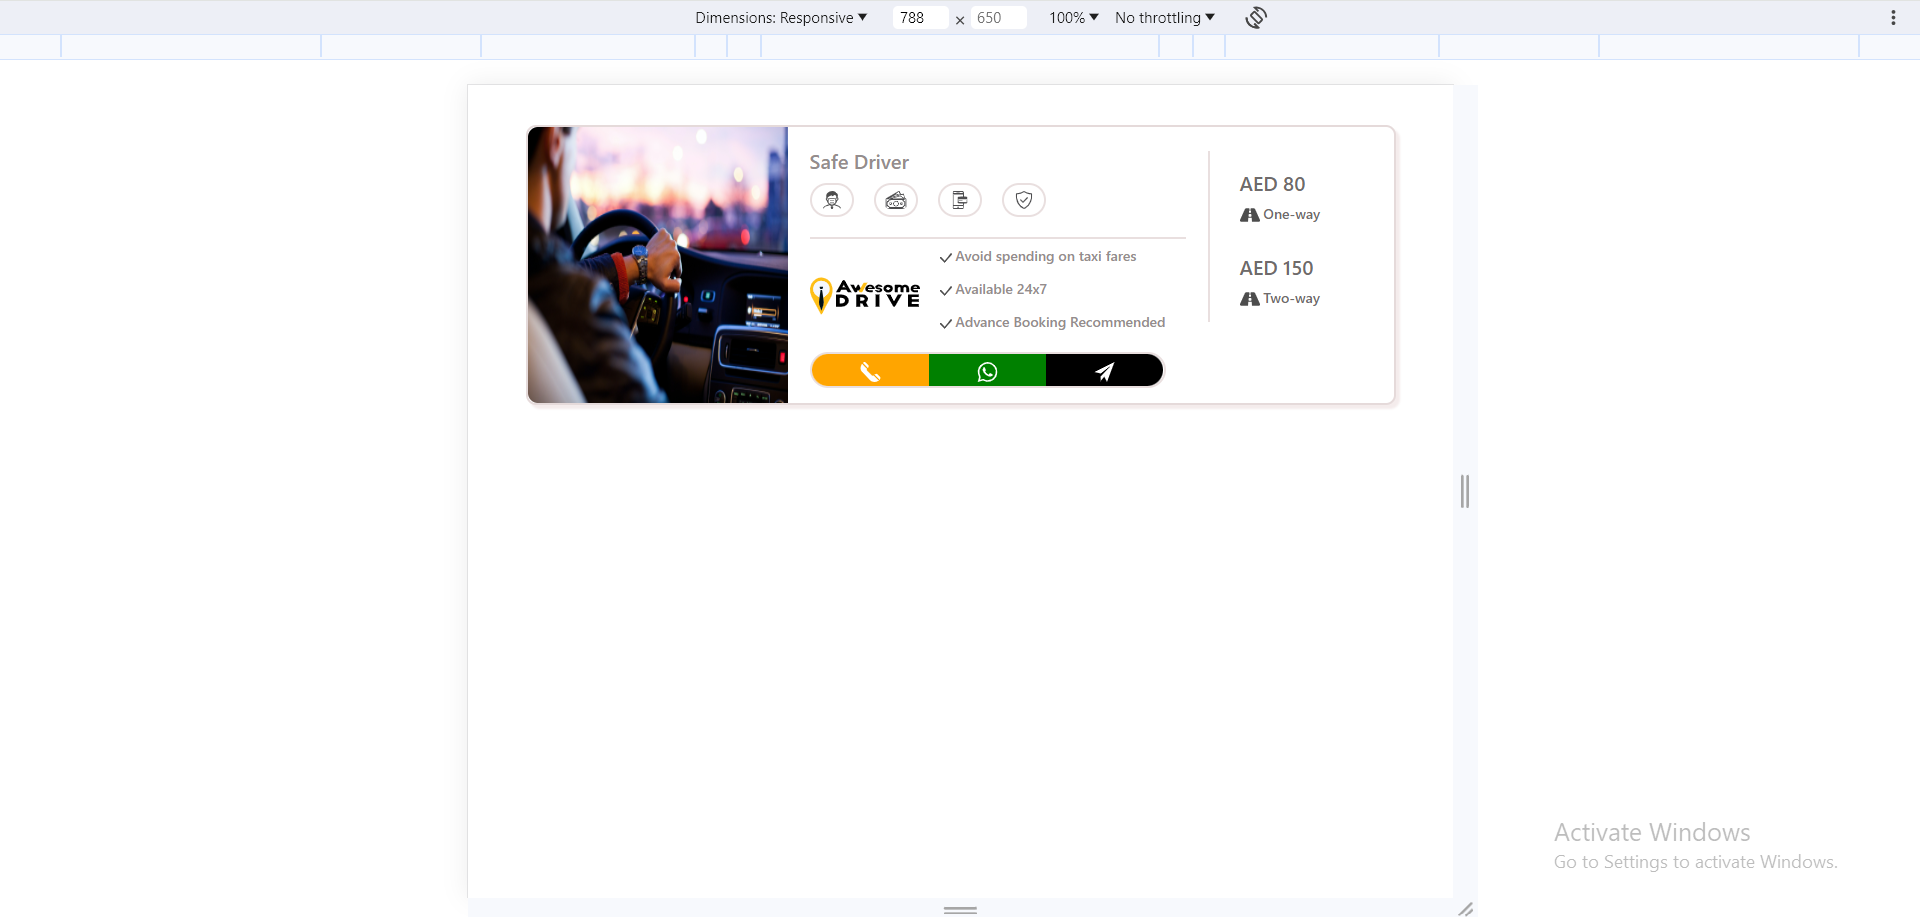 Dimensions: Responsive 788 × 650 100% No throttling
Safe Driver
Avoid spending on taxi fares
Awesome
DRIVE
Available 24x7
Advance Booking Recommended
AED 80
One-way
AED 150
Two-way
Activate Windows
Go to Settings to activate Windows.